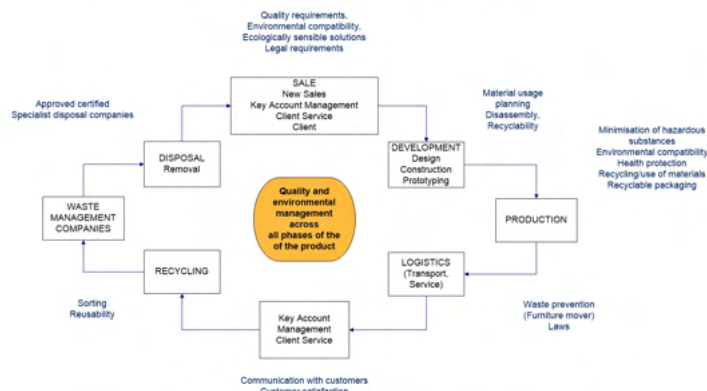 Quality requirements,
Environmental compatibility,
Ecologically sensible solutions
Legal requirements
SALE
New Sales
Key Account Management
Client Service
Client
Approved certified
Specialist disposal companies
Material usage
planning
Disassembly,
Recyclability
DISPOSAL
Removal
DEVELOPMENT
Design
Construction
Prototyping
Minimisation of hazardous
substances
Environmental compatibility
Health protection
Recycling/use of materials
Recyclable packaging
Quality and
environmental
management
across
all phases of the
of the product
WASTE
MANAGEMENT
COMPANIES
PRODUCTION
RECYCLING
LOGISTICS
(Transport,
Service)
Sorting
Reusability
Key Account
Management
Client Service
Waste prevention
(Furniture mover)
Laws
Communication with customers
Customer satisfaction